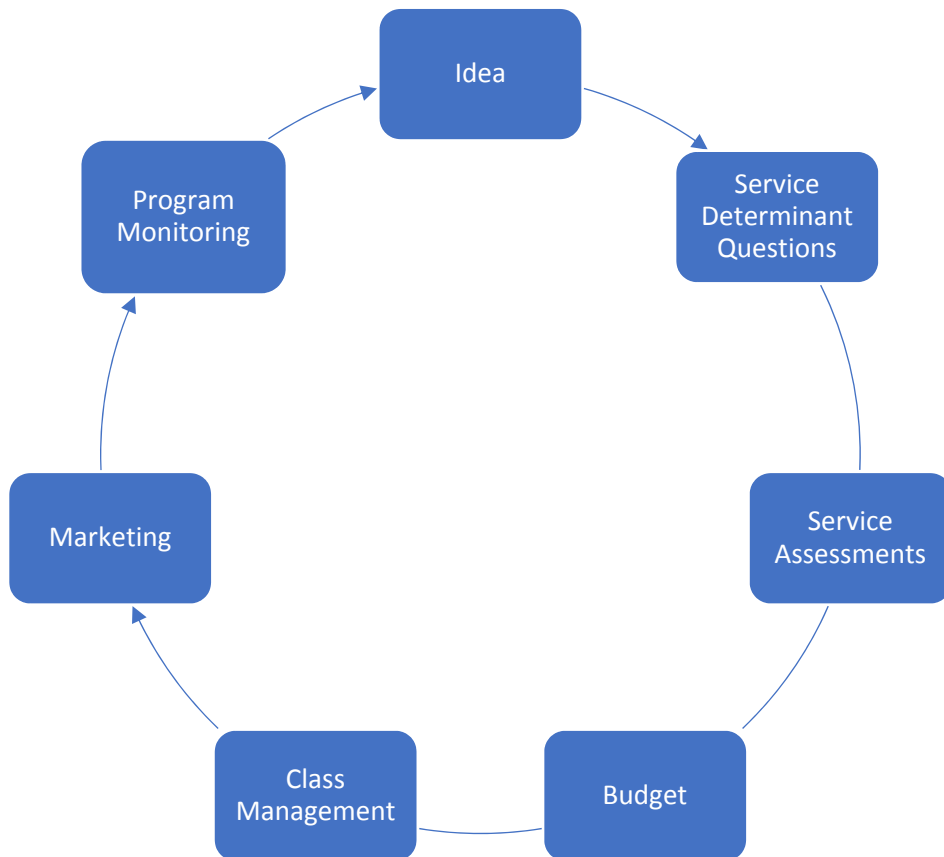 Idea
Service
Determinant
Questions
Service
Assessments
Budget
Class
Management
Marketing
Program
Monitoring